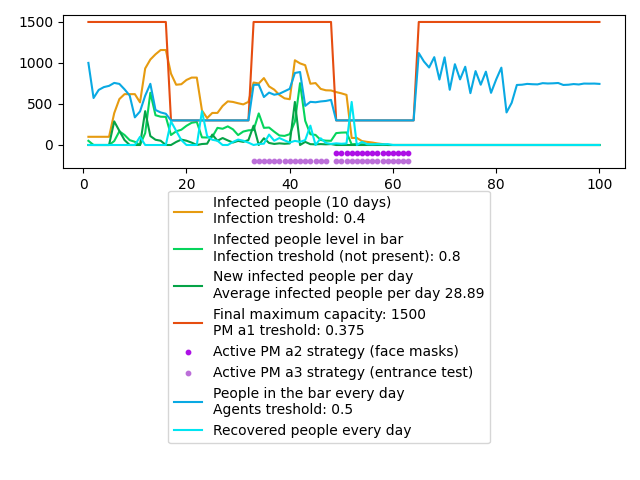 1500
1000
500
0
0 20 40 60 80 100
Infected people (10 days)
Infection treshold: 0.4
Infected people level in bar
Infection treshold (not present): 0.8
New infected people per day
Average infected people per day 28.89
Final maximum capacity: 1500
PM a1 treshold: 0.375
Active PM a2 strategy (face masks)
Active PM a3 strategy (entrance test)
People in the bar every day
Agents treshold: 0.5
Recovered people every day